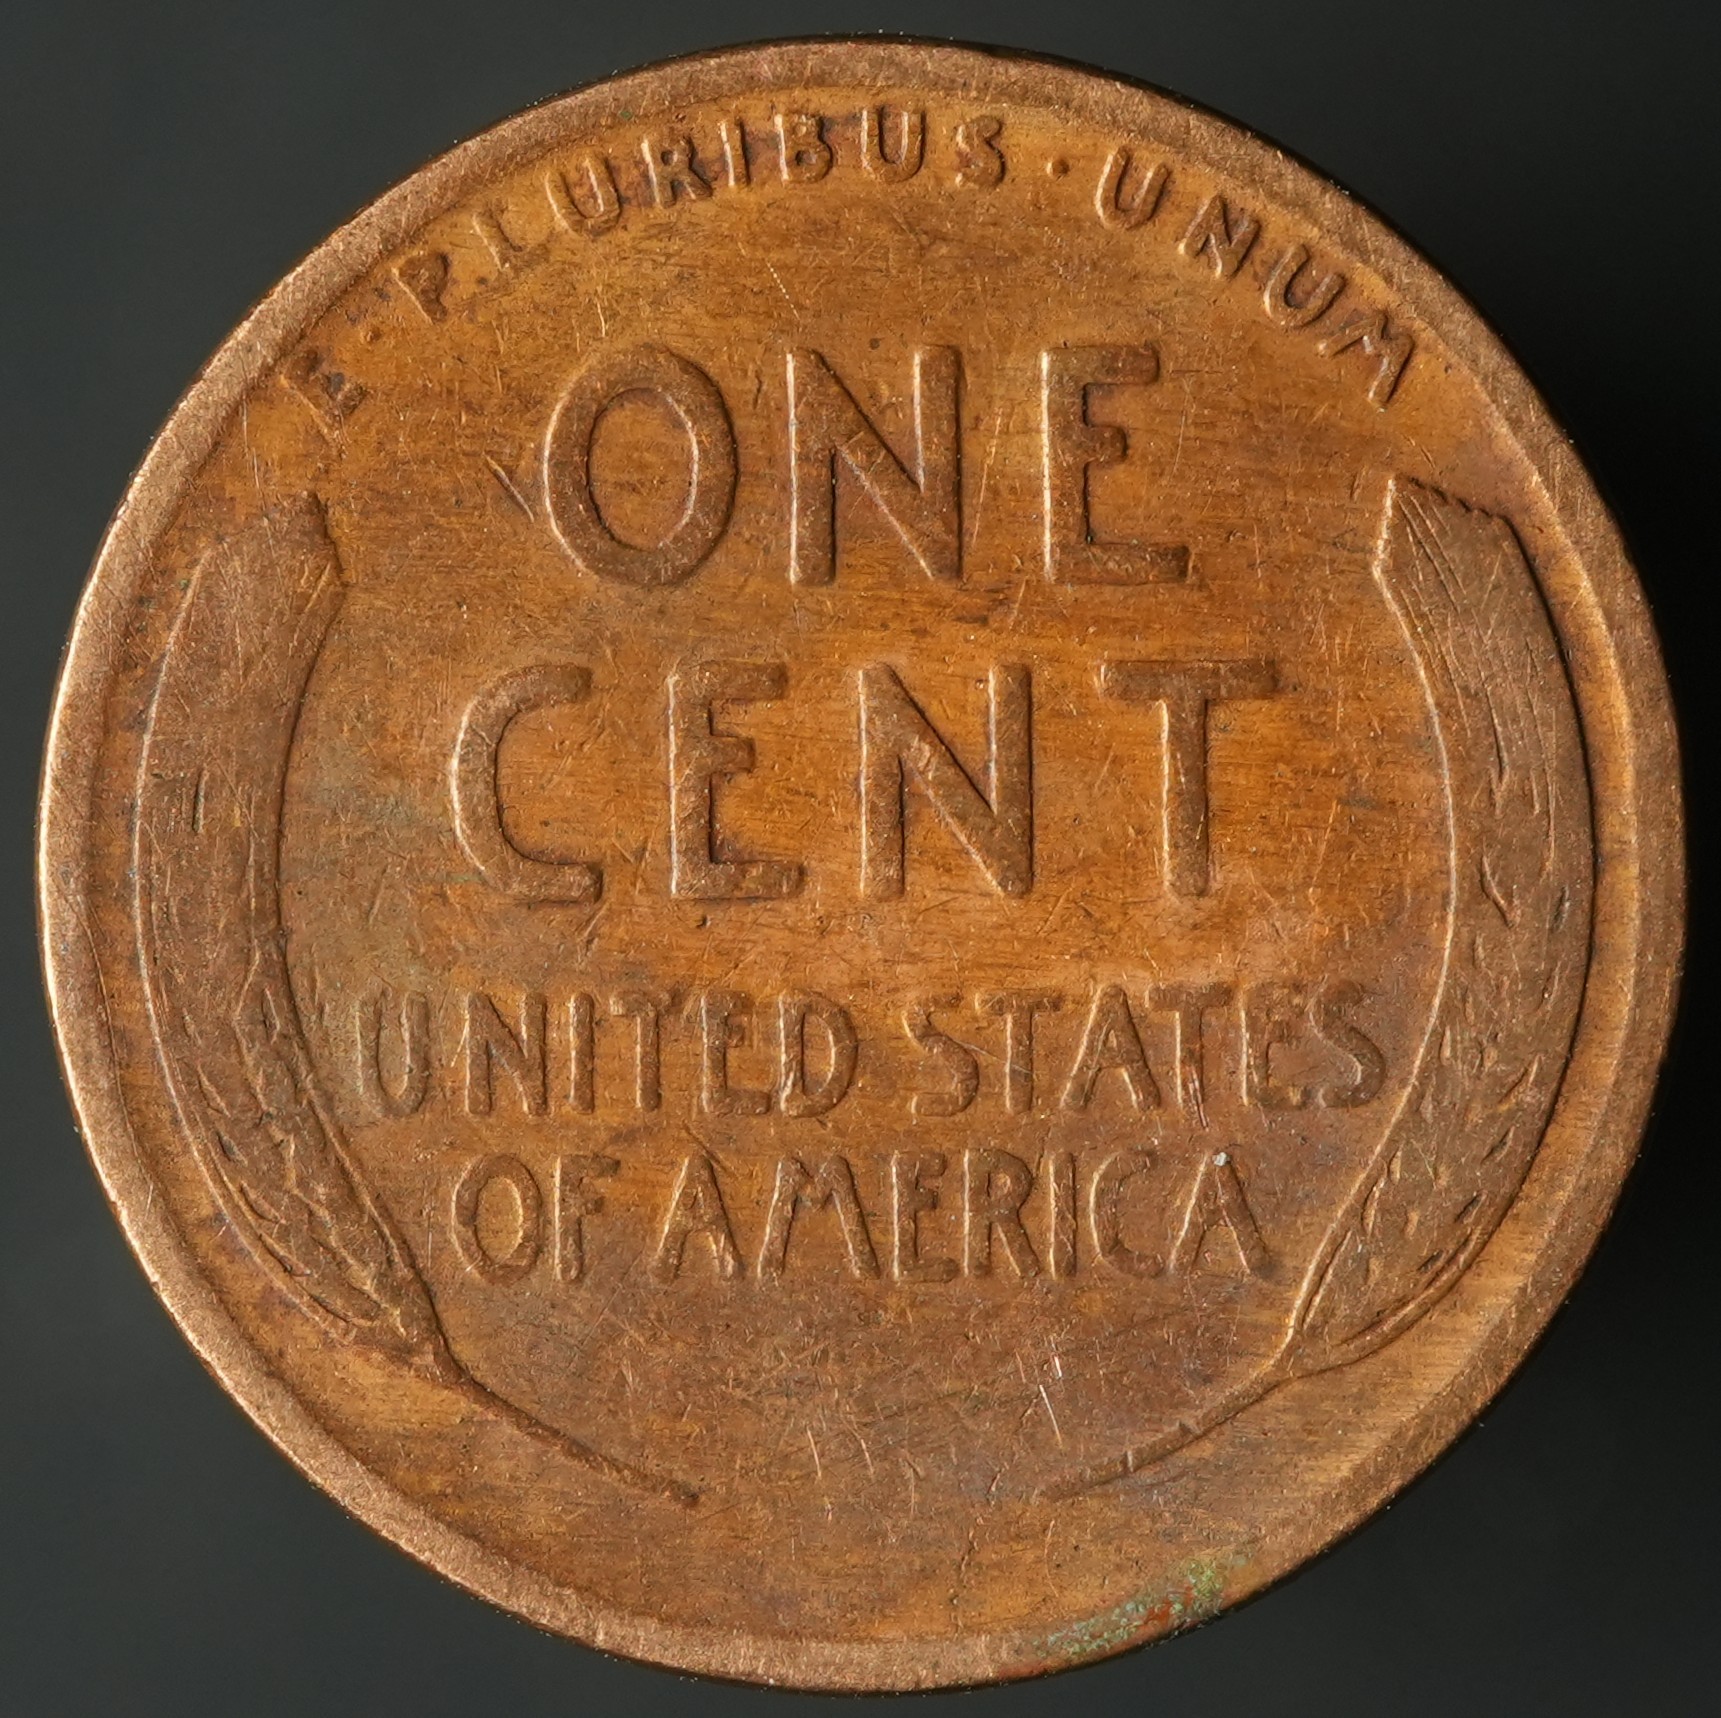 E · PLURIBUS · UNUM
ONE
CENT
UNITED STATES
OF AMERICA